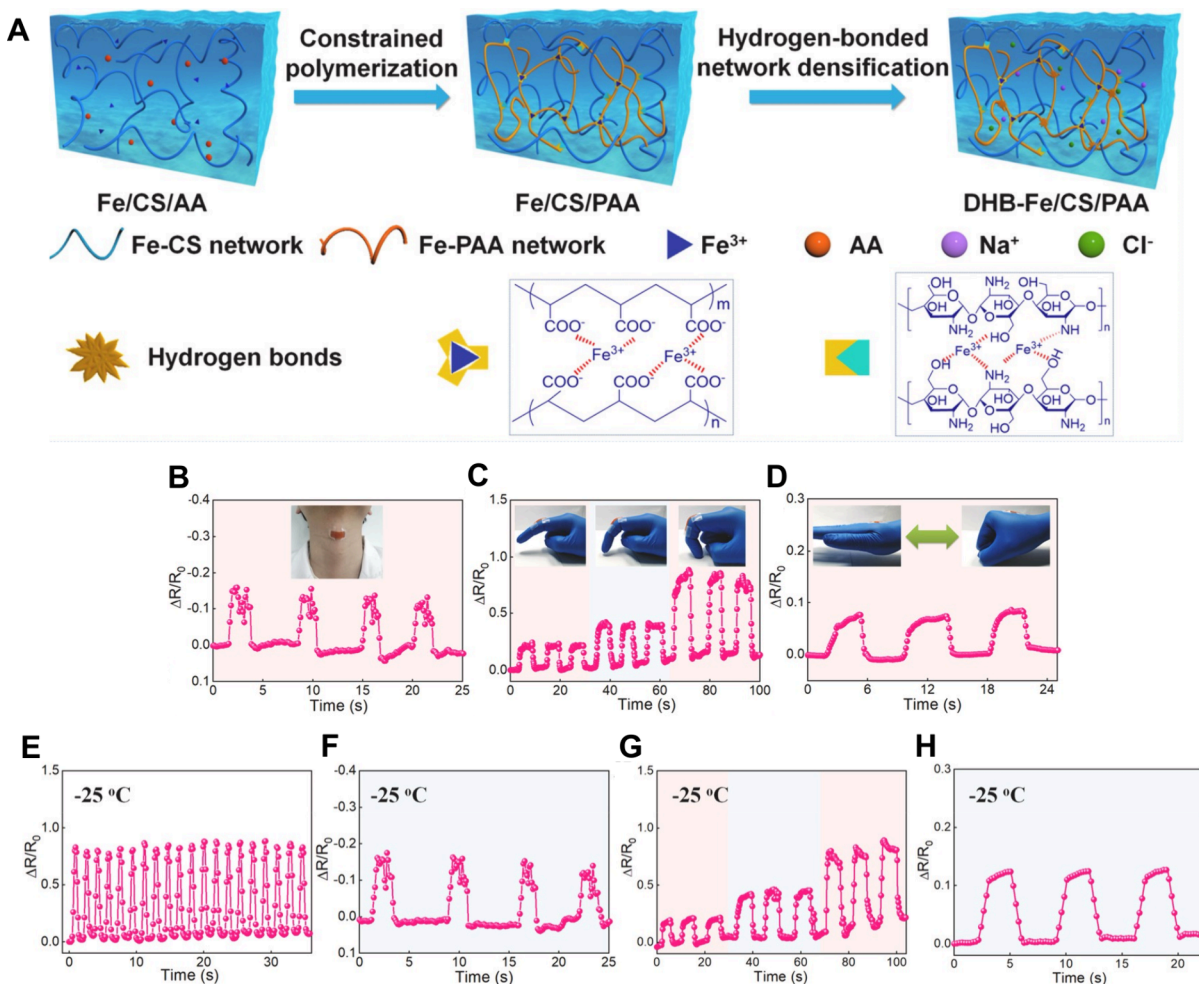 A
Constrained
polymerization
Hydrogen-bonded
network densification
Fe/CS/AA
Fe/CS/PAA
DHB-Fe/CS/PAA
Fe-CS network
Fe-PAA network
Fe³⁺
AA
Na⁺
Cl⁻
Hydrogen bonds
m
COO⁻ COO⁻ COO⁻
Fe³⁺ Fe³⁺
COO⁻ COO⁻ COO⁻
n
OH NH₂ HO
O OH HO O OH O n
NH₂ HO NH
Fe³⁺ Fe³⁺
OH NH₂ OH
O OH HO O OH O n
HO NH₂
B
-0.4
-0.3
-0.2
-0.1
0.0
0.1
ΔR/R₀
0 5 10 15 20 25
Time (s)
C
1.5
1.0
0.5
0.0
ΔR/R₀
0 20 40 60 80 100
Time (s)
D
0.3
0.2
0.1
0.0
ΔR/R₀
0 6 12 18 24
Time (s)
E
-25 °C
1.5
1.0
0.5
0.0
ΔR/R₀
0 10 20 30
Time (s)
F
-25 °C
-0.4
-0.3
-0.2
-0.1
0.0
0.1
ΔR/R₀
0 5 10 15 20 25
Time (s)
G
-25 °C
1.5
1.0
0.5
0.0
ΔR/R₀
0 20 40 60 80 100
Time (s)
H
-25 °C
0.3
0.2
0.1
0.0
ΔR/R₀
0 5 10 15 20
Time (s)